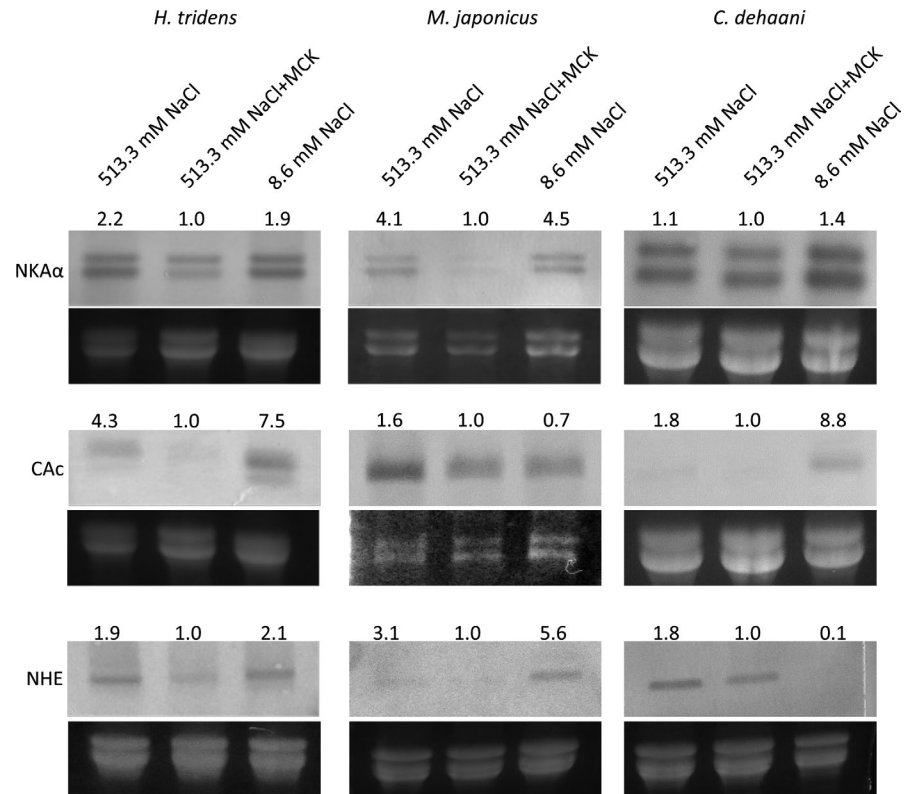 H. tridens M. japonicus C. dehaani
513.3 mM NaCl 513.3 mM NaCl+MCK 8.6 mM NaCl 513.3 mM NaCl 513.3 mM NaCl+MCK 8.6 mM NaCl 513.3 mM NaCl 513.3 mM NaCl+MCK 8.6 mM NaCl
2.2 1.0 1.9 4.1 1.0 4.5 1.1 1.0 1.4
NKAα
4.3 1.0 7.5 1.6 1.0 0.7 1.8 1.0 8.8
CAc
1.9 1.0 2.1 3.1 1.0 5.6 1.8 1.0 0.1
NHE